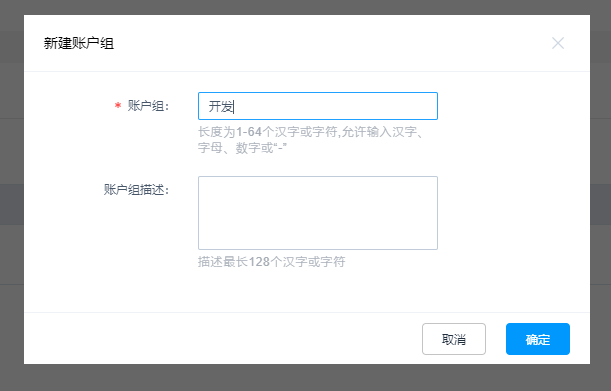 新建账户组
* 账户组：
开发
长度为1-64个汉字或字符,允许输入汉字、
字母、数字或“-”
账户组描述：
描述最长128个汉字或字符
取消
确定